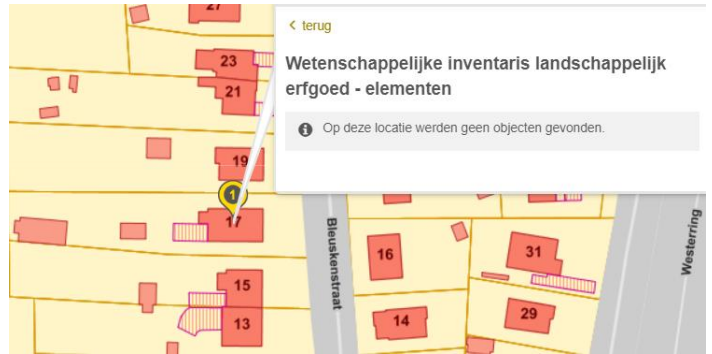 27
< terug
Wetenschappelijke inventaris landschappelijk
erfgoed - elementen
Op deze locatie werden geen objecten gevonden.
23
21
19
1
17
Bleuskenstraat
16
31
Westerring
15
13
14
29